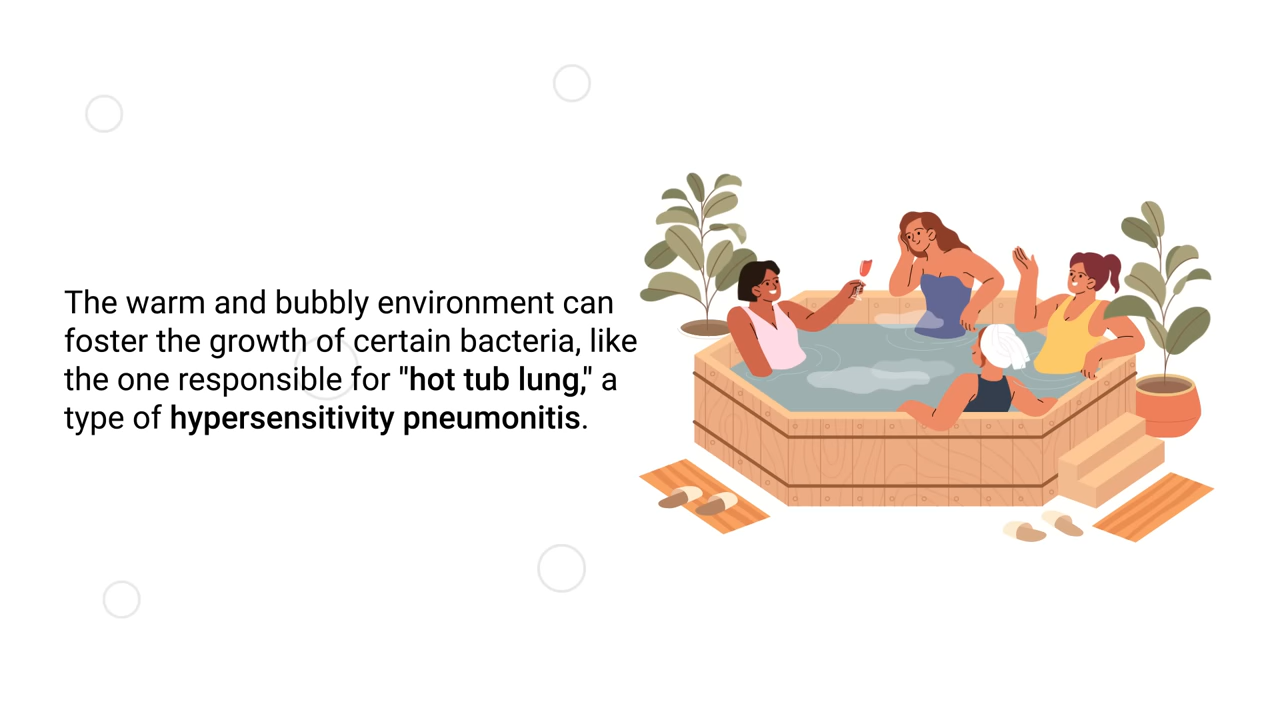 The warm and bubbly environment can
foster the growth of certain bacteria, like
the one responsible for "hot tub lung," a
type of hypersensitivity pneumonitis.